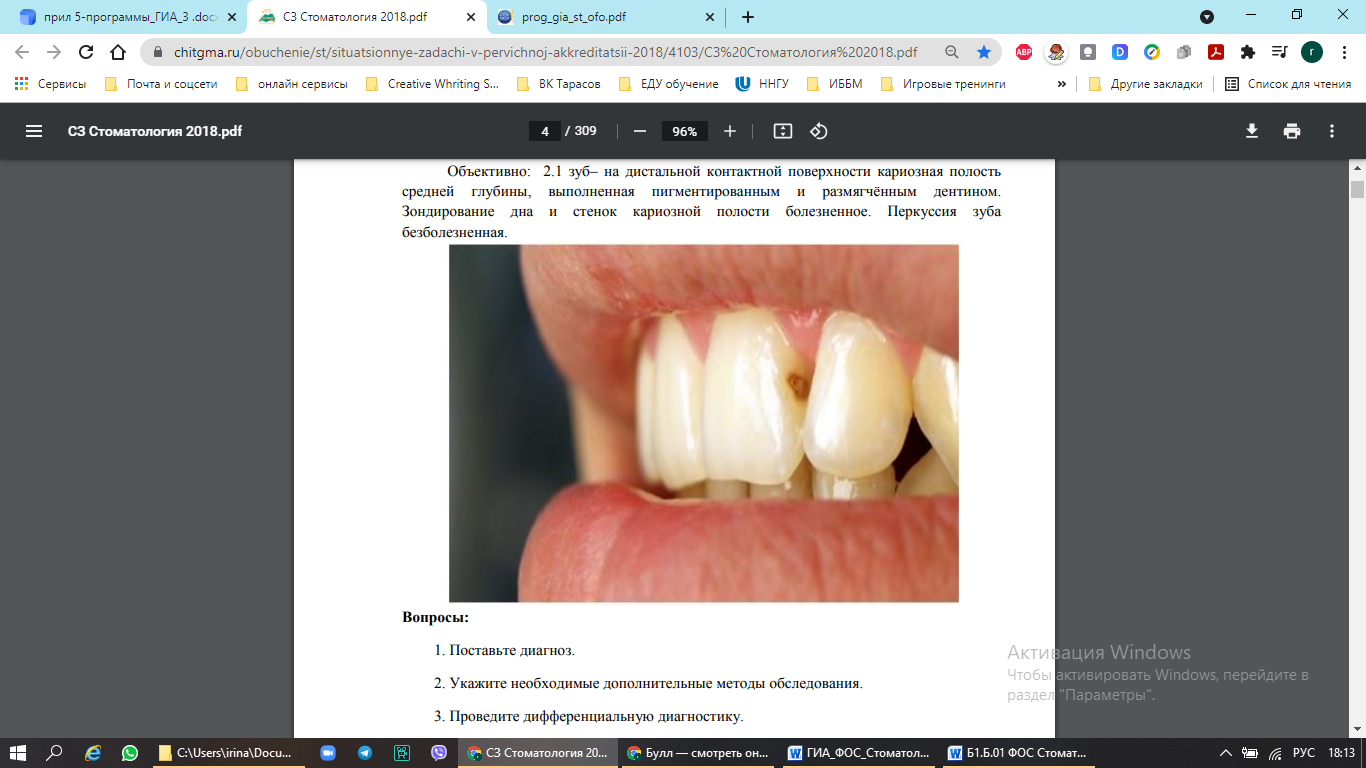 прил 5-программы_ГИА_3 .docx
СЗ Стоматология 2018.pdf
prog_gia_st_ofo.pdf
chitgma.ru/obuchenie/st/situatsionnye-zadachi-v-pervichnoj-akkreditatsii-2018/4103/СЗ%20Стоматология%202018.pdf
ABP
D
r
Сервисы
Почта и соцсети
онлайн сервисы
Creative Whriting S...
ВК Тарасов
ЕДУ обучение
ННГУ
ИББМ
Игровые тренинги
»
Другие закладки
Список для чтения
СЗ Стоматология 2018.pdf
4 / 309
96%
Объективно: 2.1 зуб– на дистальной контактной поверхности кариозная полость
средней глубины, выполненная пигментированным и размягчённым дентином.
Зондирование дна и стенок кариозной полости болезненное. Перкуссия зуба
безболезненная.
Вопросы:
1. Поставьте диагноз.
2. Укажите необходимые дополнительные методы обследования.
3. Проведите дифференциальную диагностику.
Активация Windows
Чтобы активировать Windows, перейдите в
раздел "Параметры".
C:\Users\irina\Docu...
СЗ Стоматология 20...
Булл — смотреть он...
ГИА_ФОС_Стоматол...
Б1.Б.01 ФОС Стомат...
РУС
18:13